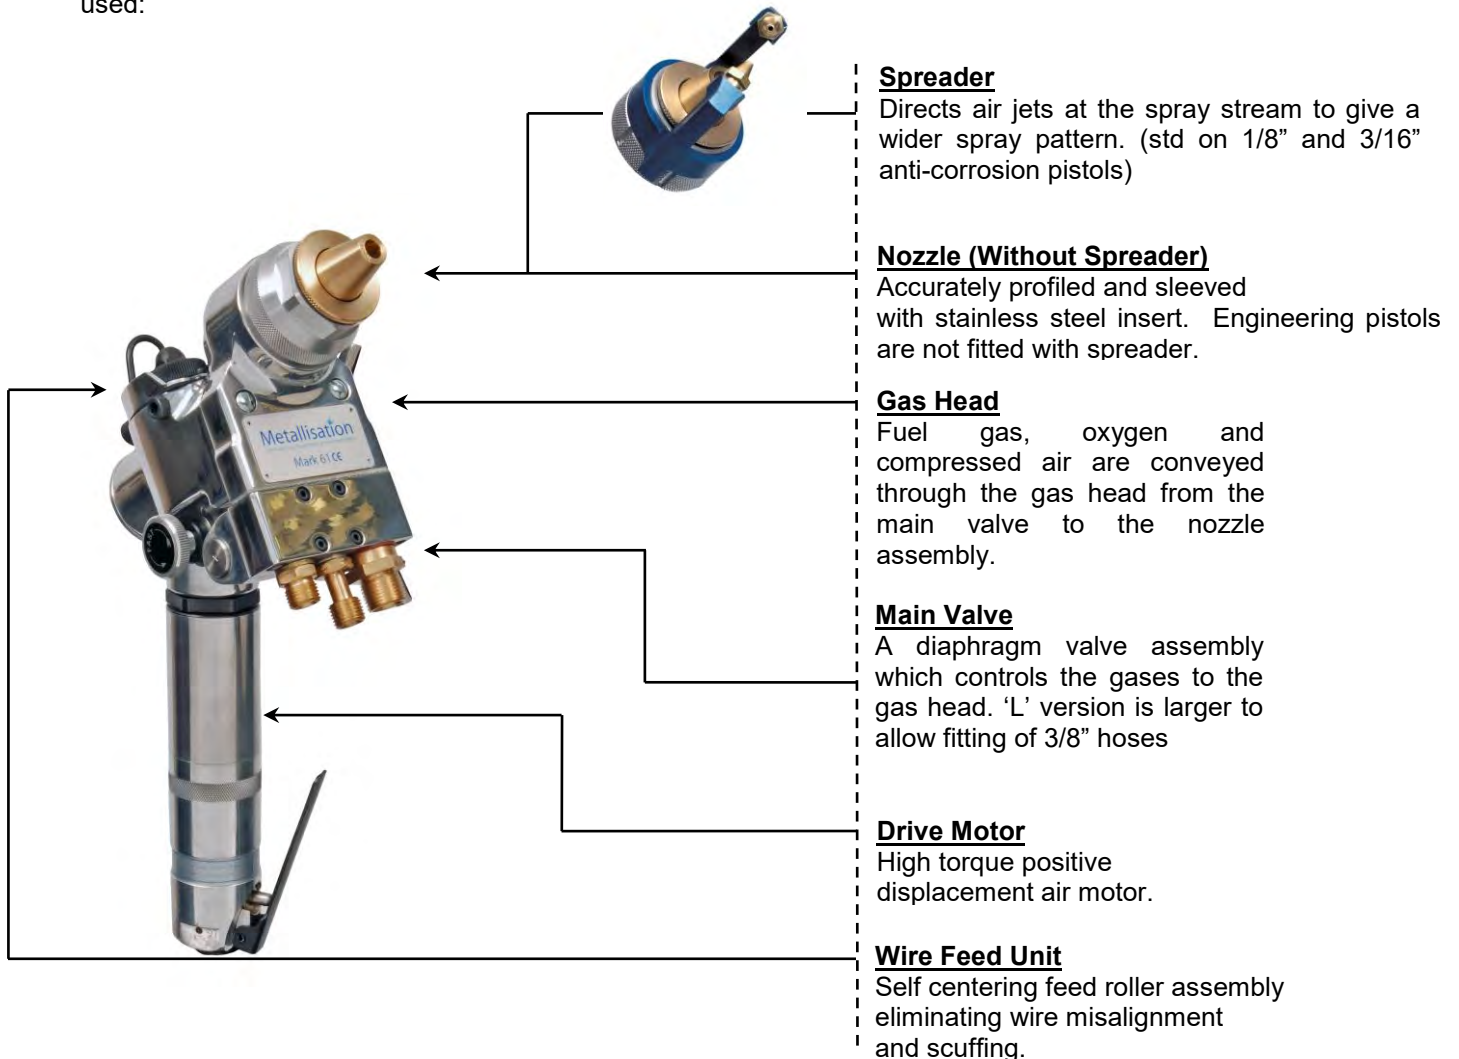 used:
Spreader
Directs air jets at the spray stream to give a
wider spray pattern. (std on 1/8” and 3/16”
anti-corrosion pistols)
Nozzle (Without Spreader)
Accurately profiled and sleeved
with stainless steel insert. Engineering pistols
are not fitted with spreader.
Gas Head
Fuel gas, oxygen and
compressed air are conveyed
through the gas head from the
main valve to the nozzle
assembly.
Metallisation
Mark 61 CE
Main Valve
A diaphragm valve assembly
which controls the gases to the
gas head. ‘L’ version is larger to
allow fitting of 3/8” hoses
Drive Motor
High torque positive
displacement air motor.
Wire Feed Unit
Self centering feed roller assembly
eliminating wire misalignment
and scuffing.